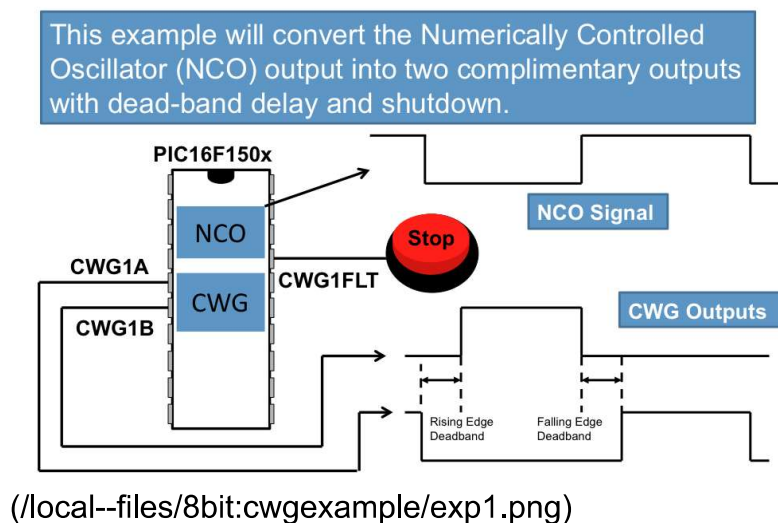 This example will convert the Numerically Controlled
Oscillator (NCO) output into two complimentary outputs
with dead-band delay and shutdown.
PIC16F150x
NCO
NCO Signal
Stop
CWG1A
CWG1FLT
CWG
CWG Outputs
CWG1B
Rising Edge
Deadband
Falling Edge
Deadband
(/local--files/8bit:cwgexample/exp1.png)